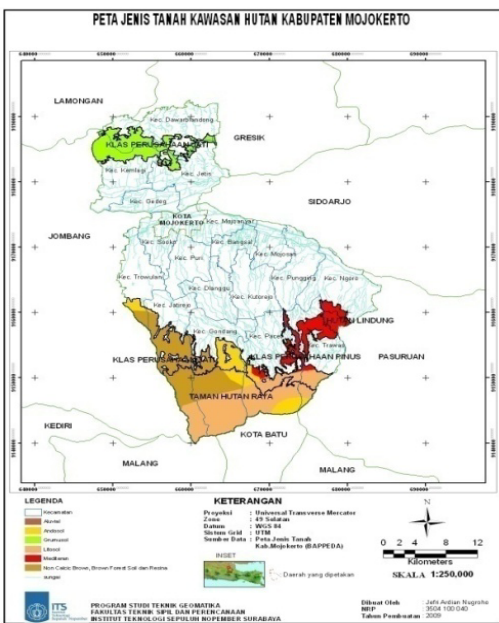 PETA JENIS TANAH KAWASAN HUTAN KABUPATEN MOJOKERTO
LAMONGAN
Kec. Dawarblandong
GRESIK
KLAS PERUSAHAAN JATI
Kec. Kemlagi
Kec. Jetis
Kec. Gedeg
SIDOARJO
KOTA
MOJOKERTO
JOMBANG
Kec. Sooko
Kec. Bangsal
Kec. Puri
Kec. Trowulan
Kec. Pungging
Kec. Ngoro
Kec. Dlanggu
Kec. Kutorejo
Kec. Jatirejo
HUTAN LINDUNG
Kec. Gondang
Kec. Pacet
Kec. Trawas
KLAS PERUSAHAAN JATI
KLAS PERUSAHAAN PINUS
PASURUAN
TAMAN HUTAN RAYA
KEDIRI
KOTA BATU
MALANG
MALANG
LEGENDA
Kecamatan
Aluvial
Andosol
Grumosol
Litosol
Mediteran
Non Calcic Brown, Brown Forest Soil dan Regina
sungai
KETERANGAN
Proyeksi : Universal Transverse Mercator
Zone : 49 Selatan
Datum : WGS 84
Sistem Grid : UTM
Sumber Data : Peta Jenis Tanah
Kab.Mojokerto (BAPPEDA)
INSET
Daerah yang dipetakan
N
0 2 4 8 12
Kilometers
SKALA 1:250,000
ITS
PROGRAM STUDI TEKNIK GEOMATIKA
FAKULTAS TEKNIK SIPIL DAN PERENCANAAN
INSTITUT TEKNOLOGI SEPULUH NOPEMBER SURABAYA
Dibuat Oleh : Jefri Ardian Nugroho
NRP : 3504 100 040
Tahun Pembuatan : 2009